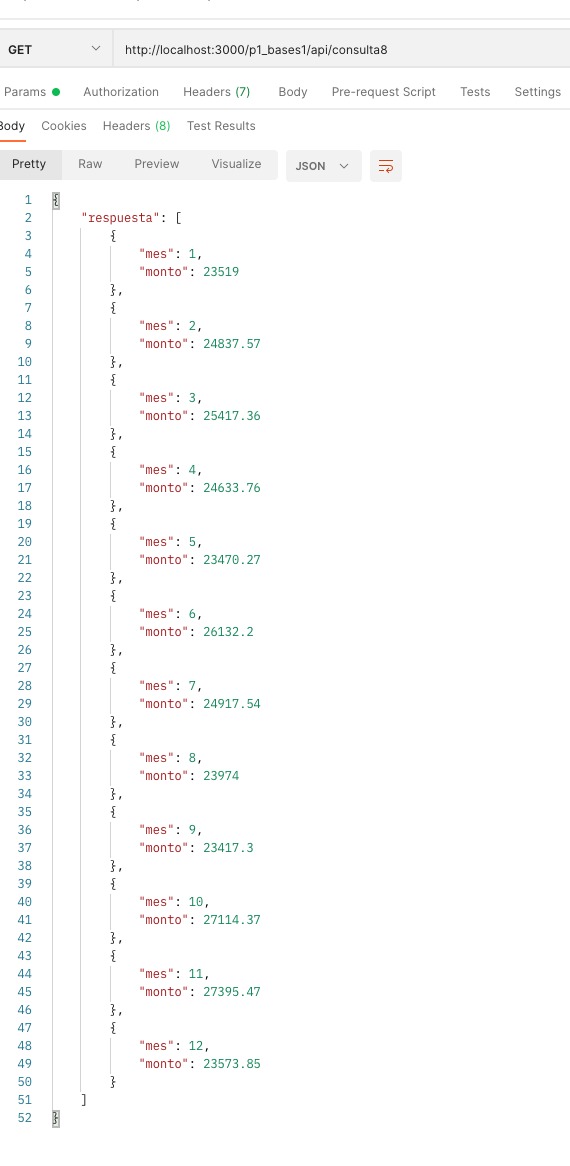 GET http://localhost:3000/p1_bases1/api/consulta8
Params Authorization Headers (7) Body Pre-request Script Tests Settings
Body Cookies Headers (8) Test Results
Pretty Raw Preview Visualize JSON
1 {
2 "respuesta": [
3 {
4 "mes": 1,
5 "monto": 23519
6 },
7 {
8 "mes": 2,
9 "monto": 24837.57
10 },
11 {
12 "mes": 3,
13 "monto": 25417.36
14 },
15 {
16 "mes": 4,
17 "monto": 24633.76
18 },
19 {
20 "mes": 5,
21 "monto": 23470.27
22 },
23 {
24 "mes": 6,
25 "monto": 26132.2
26 },
27 {
28 "mes": 7,
29 "monto": 24917.54
30 },
31 {
32 "mes": 8,
33 "monto": 23974
34 },
35 {
36 "mes": 9,
37 "monto": 23417.3
38 },
39 {
40 "mes": 10,
41 "monto": 27114.37
42 },
43 {
44 "mes": 11,
45 "monto": 27395.47
46 },
47 {
48 "mes": 12,
49 "monto": 23573.85
50 }
51 ]
52 }